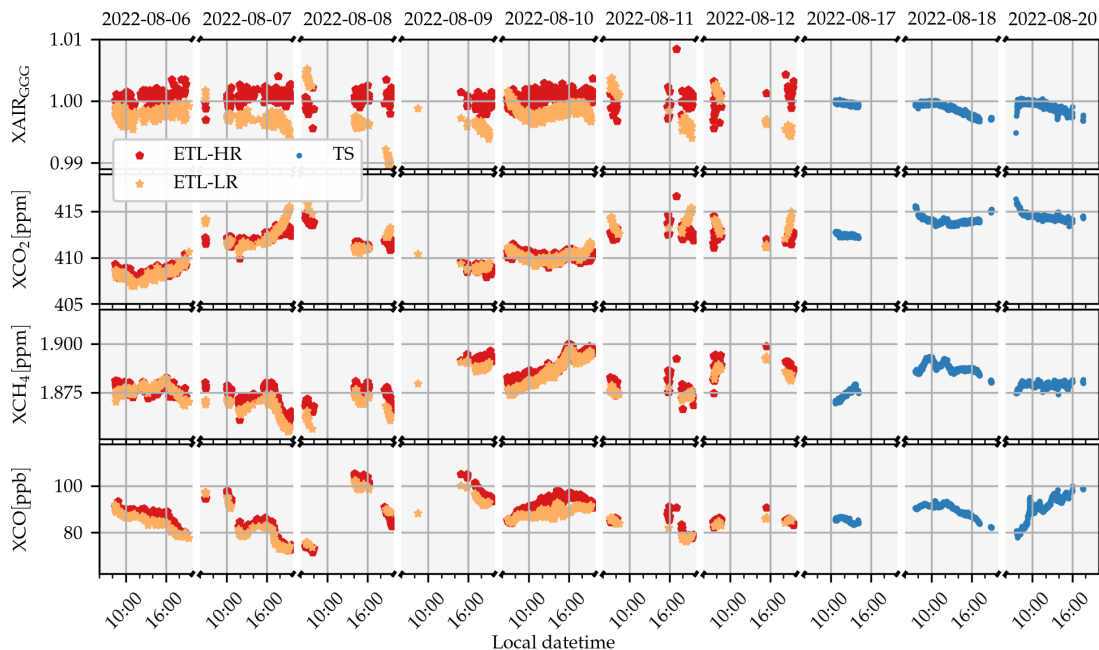 2022-08-06 2022-08-07 2022-08-08 2022-08-09 2022-08-10 2022-08-11 2022-08-12 2022-08-17 2022-08-18 2022-08-20
XAIR_GGG
1.01
1.00
0.99
ETL-HR
TS
ETL-LR
XCO₂[ppm]
415
410
405
XCH₄[ppm]
1.900
1.875
XCO[ppb]
100
80
10:00 16:00 10:00 16:00 10:00 16:00 10:00 16:00 10:00 16:00 10:00 16:00 10:00 16:00 10:00 16:00 10:00 16:00 10:00 16:00
Local datetime